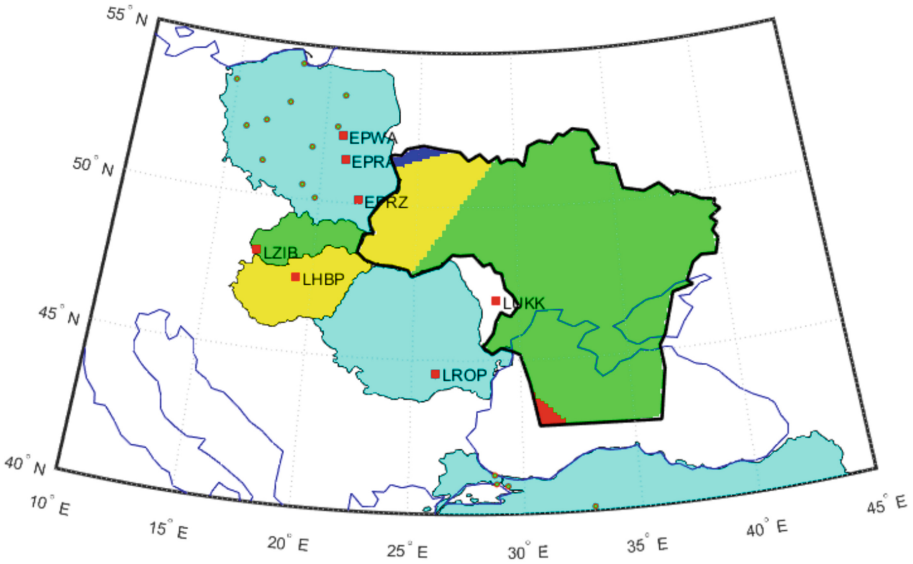 55° N
50° N
45° N
40° N
10° E
15° E
20° E
25° E
30° E
35° E
40° E
45° E
EPWA
EPRA
EPRZ
LZIB
LHBP
LUKK
LROP